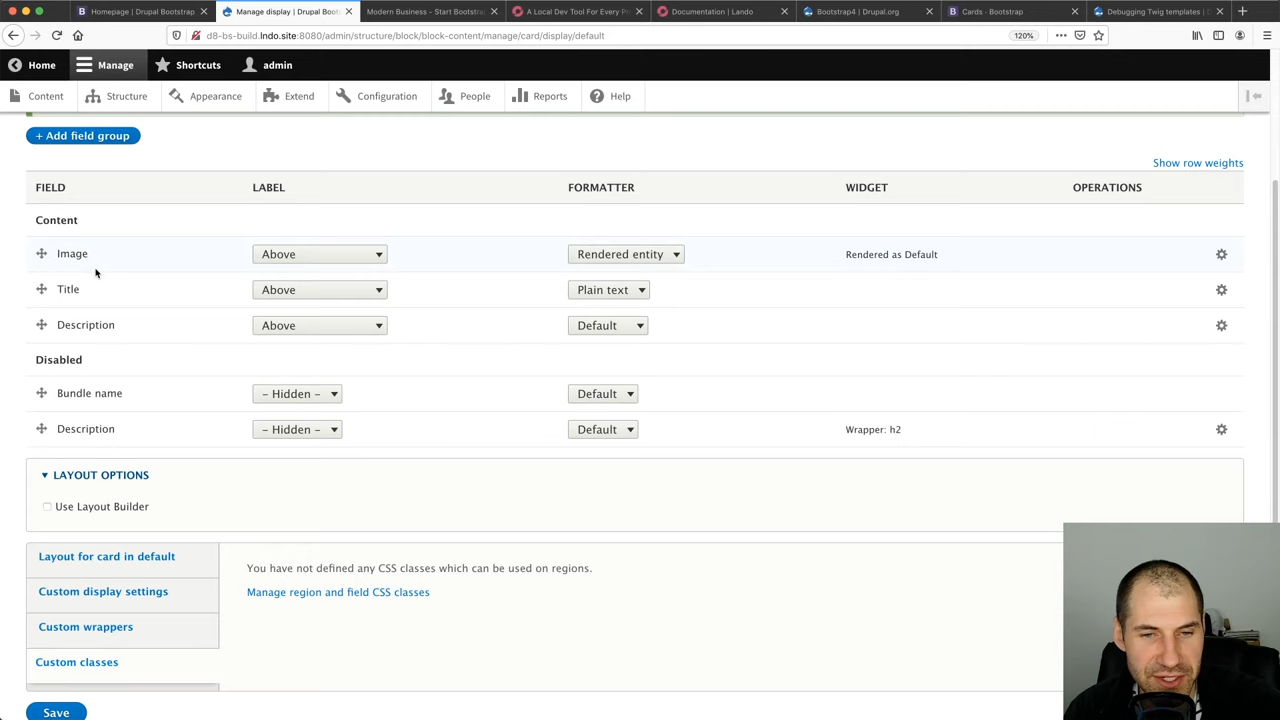 Homepage | Drupal Bootstrap
Manage display | Drupal Boots
Modern Business - Start Bootstra
A Local Dev Tool For Every P
Documentation | Lando
Bootstrap4 | Drupal.org
Cards · Bootstrap
Debugging Twig templates |
d8-bs-build.lndo.site:8080/admin/structure/block/block-content/manage/card/display/default
120%
Home
Manage
Shortcuts
admin
Content
Structure
Appearance
Extend
Configuration
People
Reports
Help
+ Add field group
Show row weights
FIELD LABEL FORMATTER WIDGET OPERATIONS
Content
Image Above Rendered entity Rendered as Default
Title Above Plain text
Description Above Default
Disabled
Bundle name - Hidden - Default
Description - Hidden - Default Wrapper: h2
LAYOUT OPTIONS
Use Layout Builder
Layout for card in default
Custom display settings
Custom wrappers
Custom classes
You have not defined any CSS classes which can be used on regions.
Manage region and field CSS classes
Save